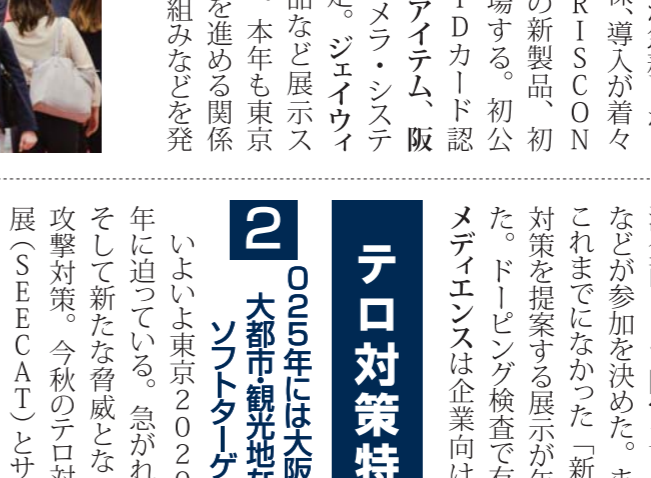 導入が着々
RISCON
の新製品、初
場する。初公
IDカード認
アイテム、阪
メラ・システ
定。ジェイウィ
品など展示ス
。本年も東京
を進める関係
組みなどを発
などが参加を決めた。ホ
これまでになかった「新
対策を提案する展示が
た。ドーピング検査で有
メディエンスは企業向け
テロ対策特
2
025年には大阪
大都市・観光地な
ソフトターゲ
いよいよ東京202
年に迫っている。急がれ
そして新たな脅威とな
攻撃対策。今秋のテロ対
展(SEECAT)とサ